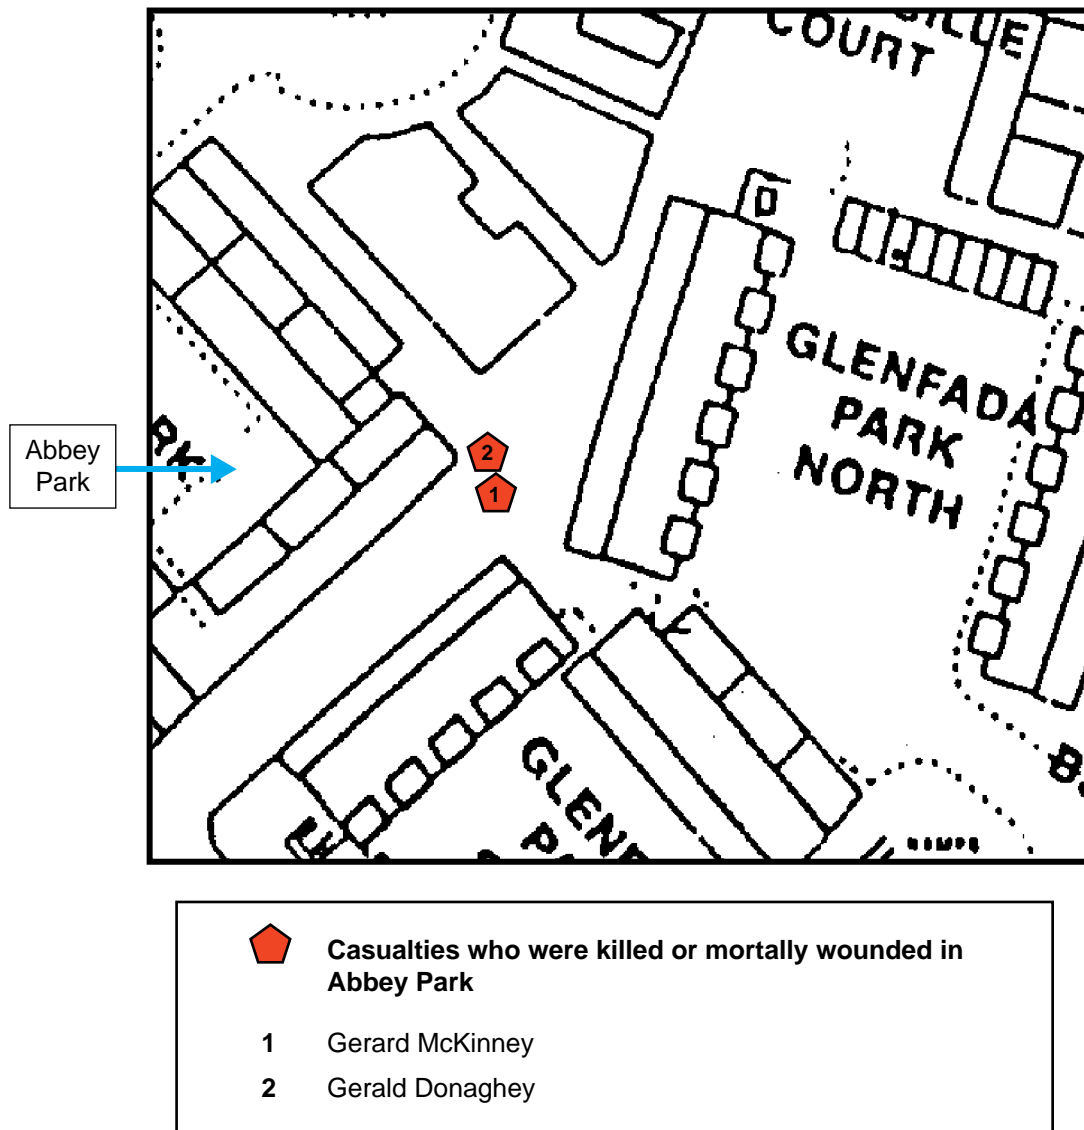 COURT
GLENFADA
PARK
NORTH
Abbey
Park
2
1
Casualties who were killed or mortally wounded in
Abbey Park
1 Gerard McKinney
2 Gerald Donaghey